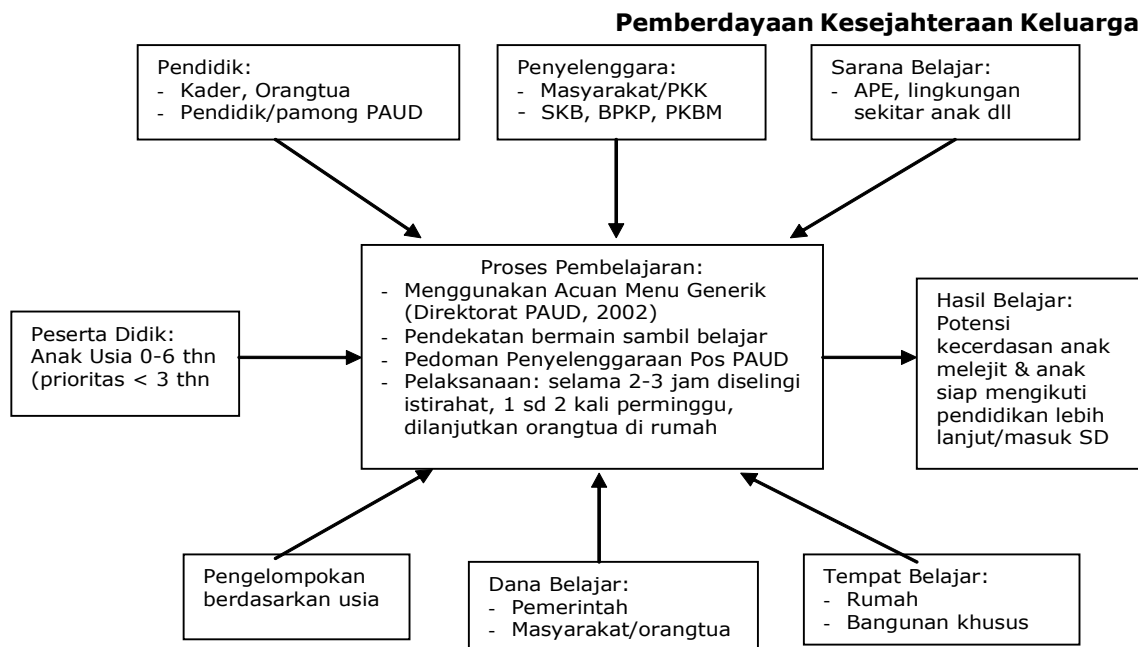 Pemberdayaan Kesejahteraan Keluarga
Pendidik:
- Kader, Orangtua
- Pendidik/pamong PAUD
Penyelenggara:
- Masyarakat/PKK
- SKB, BPKP, PKBM
Sarana Belajar:
- APE, lingkungan
sekitar anak dll
Peserta Didik:
Anak Usia 0-6 thn
(prioritas < 3 thn
Proses Pembelajaran:
- Menggunakan Acuan Menu Generik
(Direktorat PAUD, 2002)
- Pendekatan bermain sambil belajar
- Pedoman Penyelenggaraan Pos PAUD
- Pelaksanaan: selama 2-3 jam diselingi
istirahat, 1 sd 2 kali perminggu,
dilanjutkan orangtua di rumah
Hasil Belajar:
Potensi
kecerdasan anak
melejit & anak
siap mengikuti
pendidikan lebih
lanjut/masuk SD
Pengelompokan
berdasarkan usia
Dana Belajar:
- Pemerintah
- Masyarakat/orangtua
Tempat Belajar:
- Rumah
- Bangunan khusus